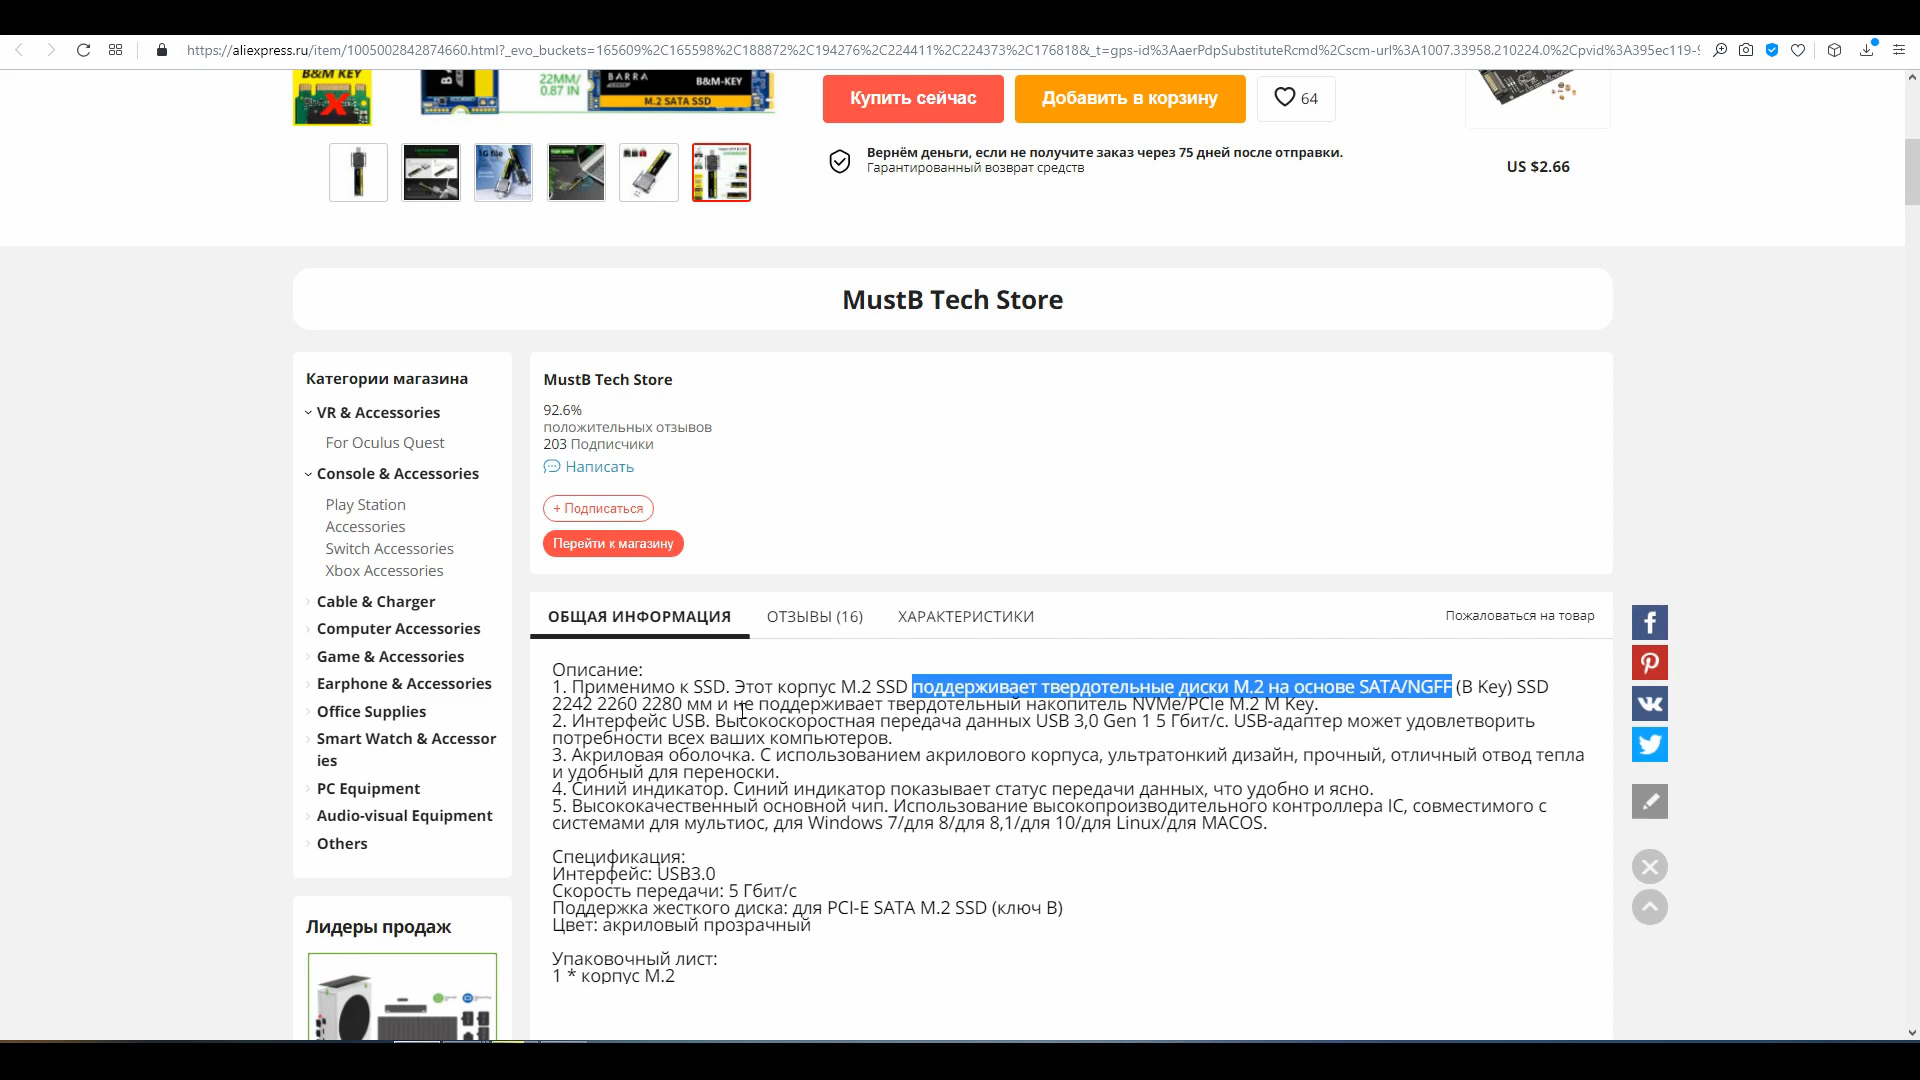 https://aliexpress.ru/item/1005002842874660.html?_evo_buckets=165609%2C165598%2C188872%2C194276%2C224411%2C224373%2C176818&_t=gps-id%3AaerPdpSubstituteRcmd%2Cscm-url%3A1007.33958.210224.0%2Cpvid%3A395ec119-9
B&M KEY
22MM/
0.87 IN
BARRA
B&M-KEY
M.2 SATA SSD
Купить сейчас
Добавить в корзину
64
Вернём деньги, если не получите заказ через 75 дней после отправки.
Гарантированный возврат средств
US $2.66
MustB Tech Store
Категории магазина
VR & Accessories
For Oculus Quest
Console & Accessories
Play Station
Accessories
Switch Accessories
Xbox Accessories
Cable & Charger
Computer Accessories
Game & Accessories
Earphone & Accessories
Office Supplies
Smart Watch & Accessor
ies
PC Equipment
Audio-visual Equipment
Others
Лидеры продаж
MustB Tech Store
92.6%
положительных отзывов
203 Подписчики
Написать
+ Подписаться
Перейти к магазину
ОБЩАЯ ИНФОРМАЦИЯ
ОТЗЫВЫ (16)
ХАРАКТЕРИСТИКИ
Пожаловаться на товар
Описание:
1. Применимо к SSD. Этот корпус M.2 SSD поддерживает твердотельные диски M.2 на основе SATA/NGFF (B Key) SSD
2242 2260 2280 мм и не поддерживает твердотельный накопитель NVMe/PCIe M.2 M Key.
2. Интерфейс USB. Высокоскоростная передача данных USB 3,0 Gen 1 5 Гбит/с. USB-адаптер может удовлетворить
потребности всех ваших компьютеров.
3. Акриловая оболочка. С использованием акрилового корпуса, ультратонкий дизайн, прочный, отличный отвод тепла
и удобный для переноски.
4. Синий индикатор. Синий индикатор показывает статус передачи данных, что удобно и ясно.
5. Высококачественный основной чип. Использование высокопроизводительного контроллера IC, совместимого с
системами для мультиос, для Windows 7/для 8/для 8,1/для 10/для Linux/для MACOS.
Спецификация:
Интерфейс: USB3.0
Скорость передачи: 5 Гбит/с
Поддержка жесткого диска: для PCI-E SATA M.2 SSD (ключ B)
Цвет: акриловый прозрачный
Упаковочный лист:
1 * корпус M.2